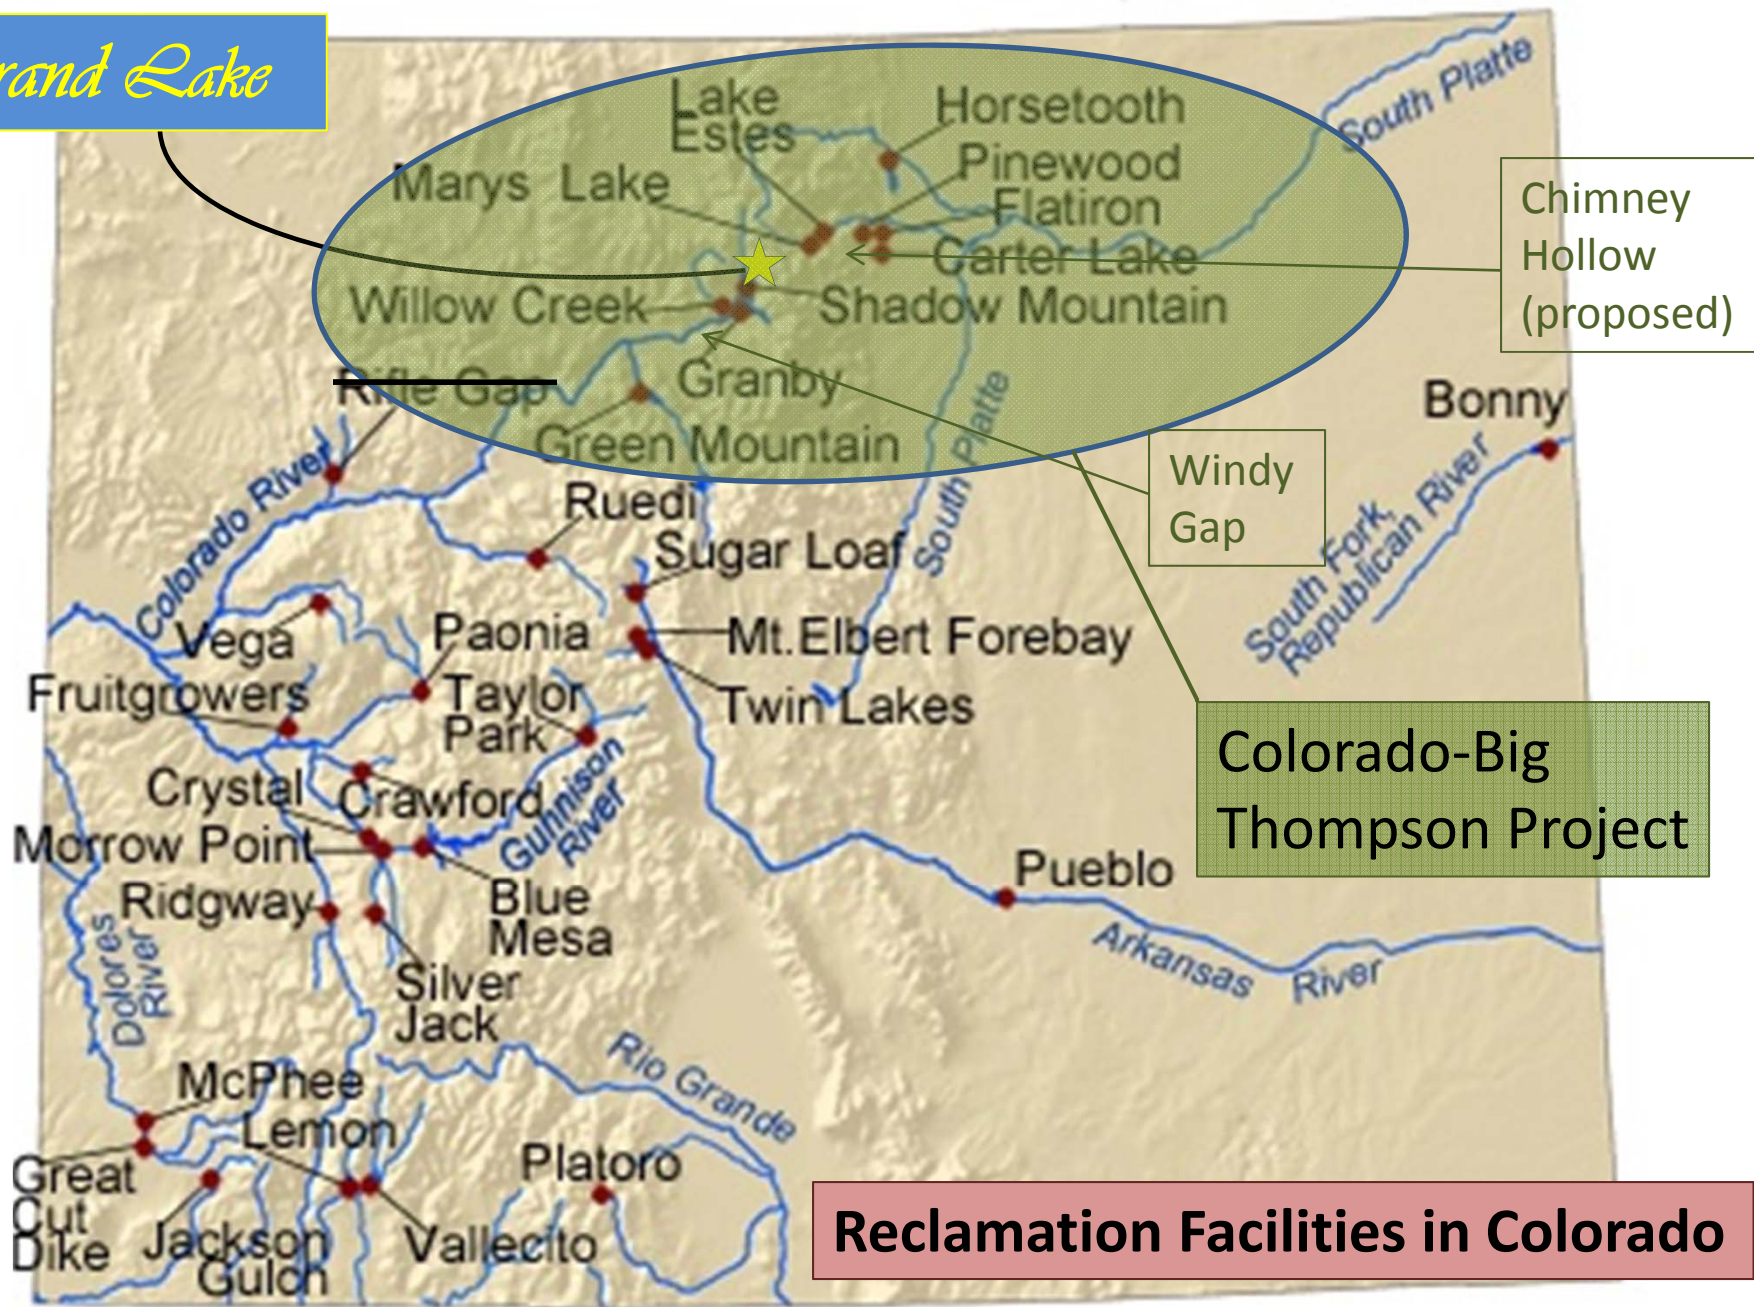 rand Lake
Lake
Estes
Horsetooth
South Platte
Marys Lake
Pinewood
Flatiron
Chimney
Hollow
(proposed)
Carter Lake
Willow Creek
Shadow Mountain
Rifle Gap
Granby
Green Mountain
Bonny
Windy
Gap
Colorado River
South Platte
South Fork,
Republican River
Ruedi
Sugar Loaf
Vega
Paonia
Mt.Elbert Forebay
Fruitgrowers
Taylor
Park
Twin Lakes
Colorado-Big
Thompson Project
Crystal
Crawford
Gunnison
River
Morrow Point
Ridgway
Blue
Mesa
Pueblo
Arkansas River
Dolores
River
Silver
Jack
Rio Grande
McPhee
Lemon
Great
Cut
Dike
Platoro
Jackson
Gulch
Vallecito
Reclamation Facilities in Colorado